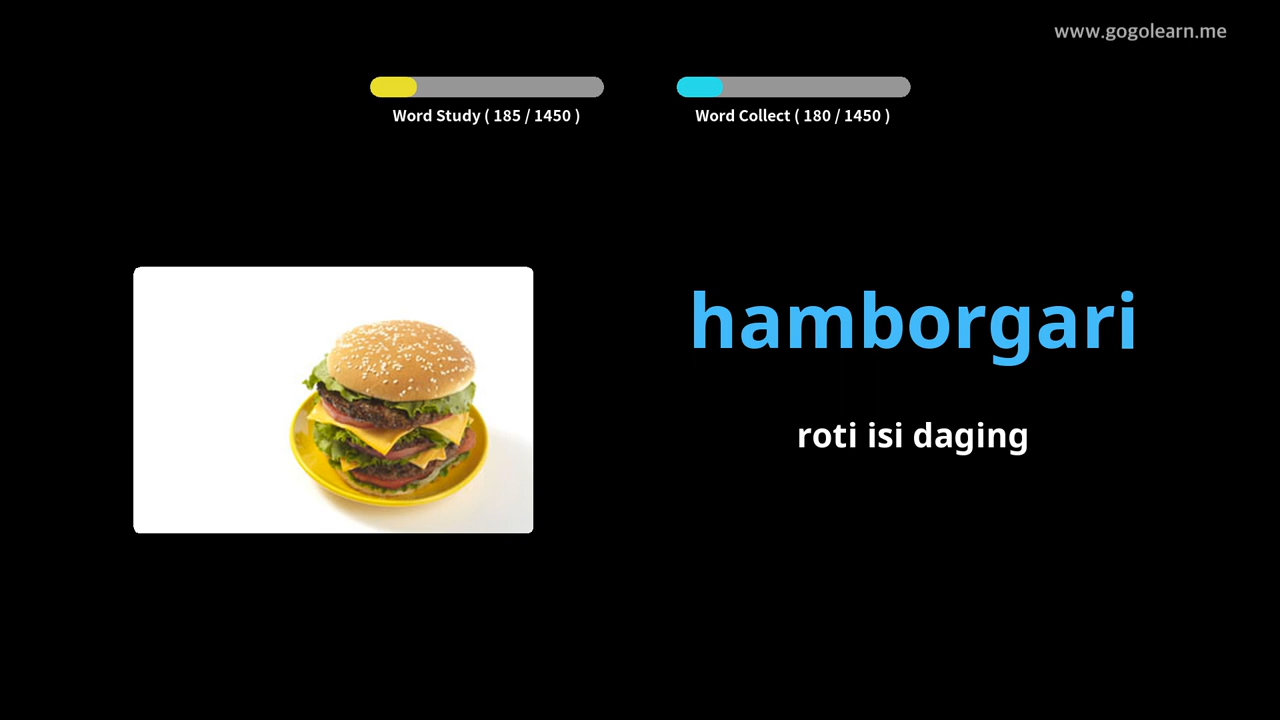 www.gogolearn.me
Word Study ( 185 / 1450 )
Word Collect ( 180 / 1450 )
hamborgari
roti isi daging